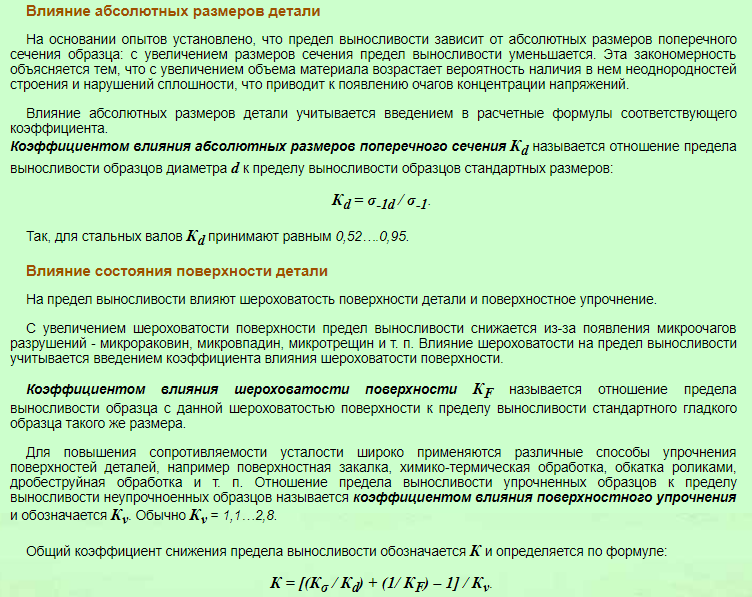 Влияние абсолютных размеров детали
На основании опытов установлено, что предел выносливости зависит от абсолютных размеров поперечного
сечения образца: с увеличением размеров сечения предел выносливости уменьшается. Эта закономерность
объясняется тем, что с увеличением объема материала возрастает вероятность наличия в нем неоднородностей
строения и нарушений сплошности, что приводит к появлению очагов концентрации напряжений.
Влияние абсолютных размеров детали учитывается введением в расчетные формулы соответствующего
коэффициента.
Коэффициентом влияния абсолютных размеров поперечного сечения Kd называется отношение предела
выносливости образцов диаметра d к пределу выносливости образцов стандартных размеров:
Kd = σ-1d / σ-1.
Так, для стальных валов Kd принимают равным 0,52….0,95.
Влияние состояния поверхности детали
На предел выносливости влияют шероховатость поверхности детали и поверхностное упрочнение.
С увеличением шероховатости поверхности предел выносливости снижается из-за появления микроочагов
разрушений - микрораковин, микровпадин, микротрещин и т. п. Влияние шероховатости на предел выносливости
учитывается введением коэффициента влияния шероховатости поверхности.
Коэффициентом влияния шероховатости поверхности KF называется отношение предела
выносливости образца с данной шероховатостью поверхности к пределу выносливости стандартного гладкого
образца такого же размера.
Для повышения сопротивляемости усталости широко применяются различные способы упрочнения
поверхностей деталей, например поверхностная закалка, химико-термическая обработка, обкатка роликами,
дробеструйная обработка и т. п. Отношение предела выносливости упрочненных образцов к пределу
выносливости неупрочноенных образцов называется коэффициентом влияния поверхностного упрочнения
и обозначается Kv. Обычно Kv = 1,1…2,8.
Общий коэффициент снижения предела выносливости обозначается K и определяется по формуле:
K = [(Kσ / Kd) + (1/ KF) – 1] / Kv.